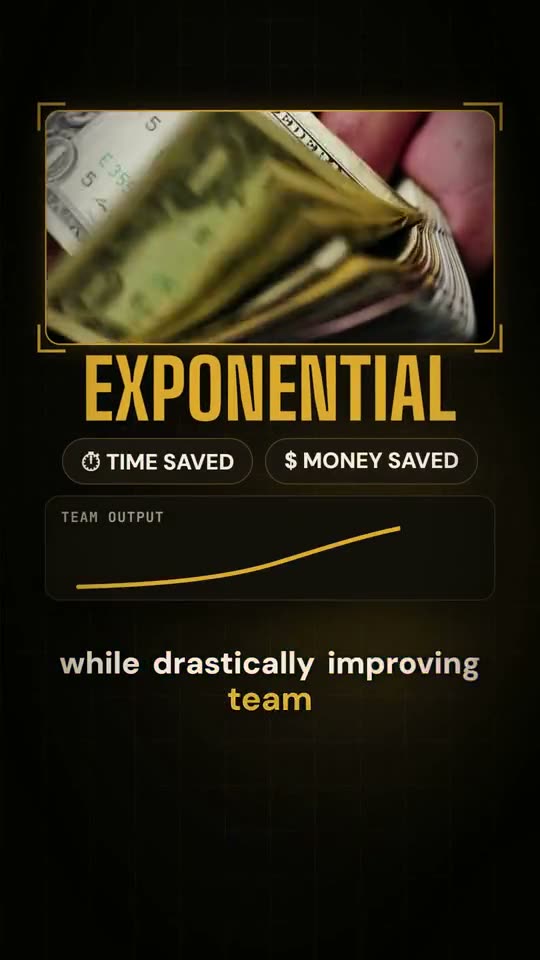 EXPONENTIAL
⏱ TIME SAVED
$ MONEY SAVED
TEAM OUTPUT
while drastically improving
team